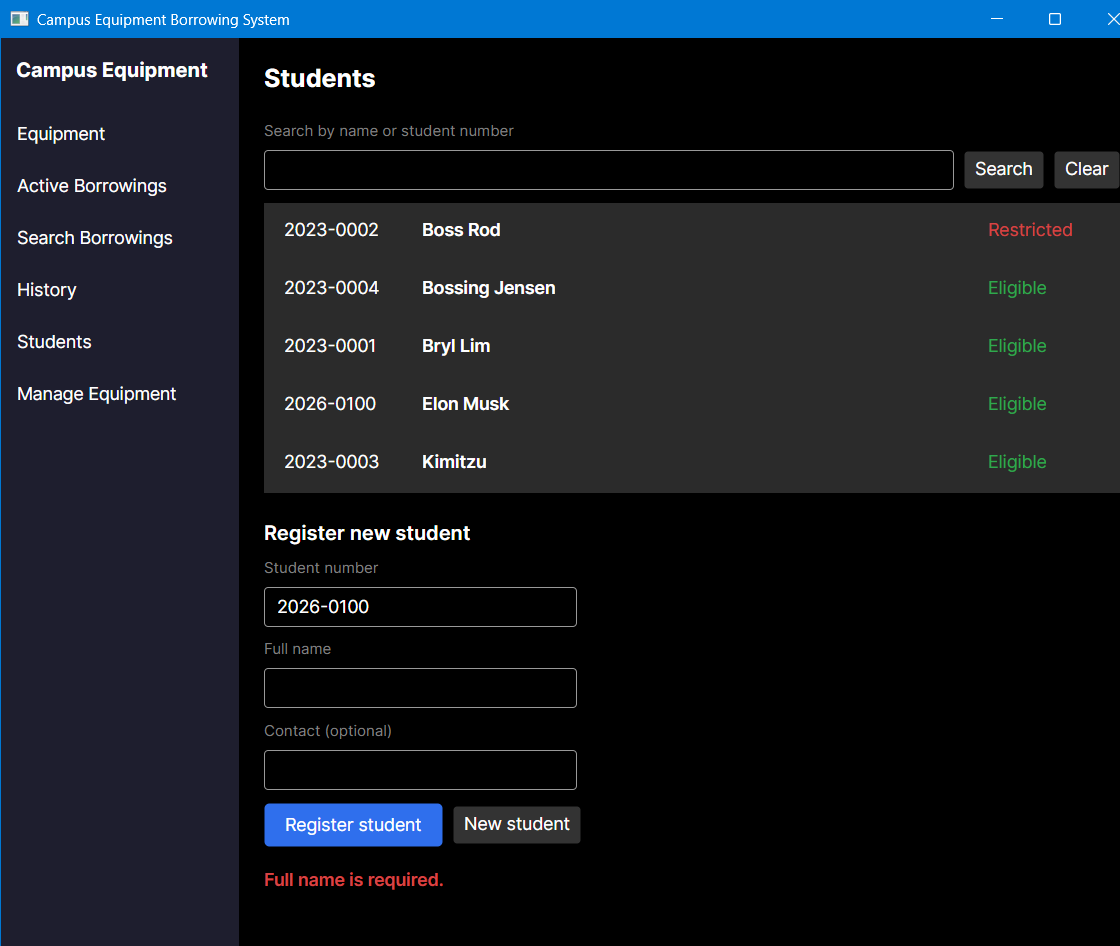 Campus Equipment Borrowing System
Campus Equipment
Equipment
Active Borrowings
Search Borrowings
History
Students
Manage Equipment
Students
Search by name or student number
Search Clear
2023-0002 Boss Rod Restricted
2023-0004 Bossing Jensen Eligible
2023-0001 Bryl Lim Eligible
2026-0100 Elon Musk Eligible
2023-0003 Kimitzu Eligible
Register new student
Student number
2026-0100
Full name
Contact (optional)
Register student New student
Full name is required.